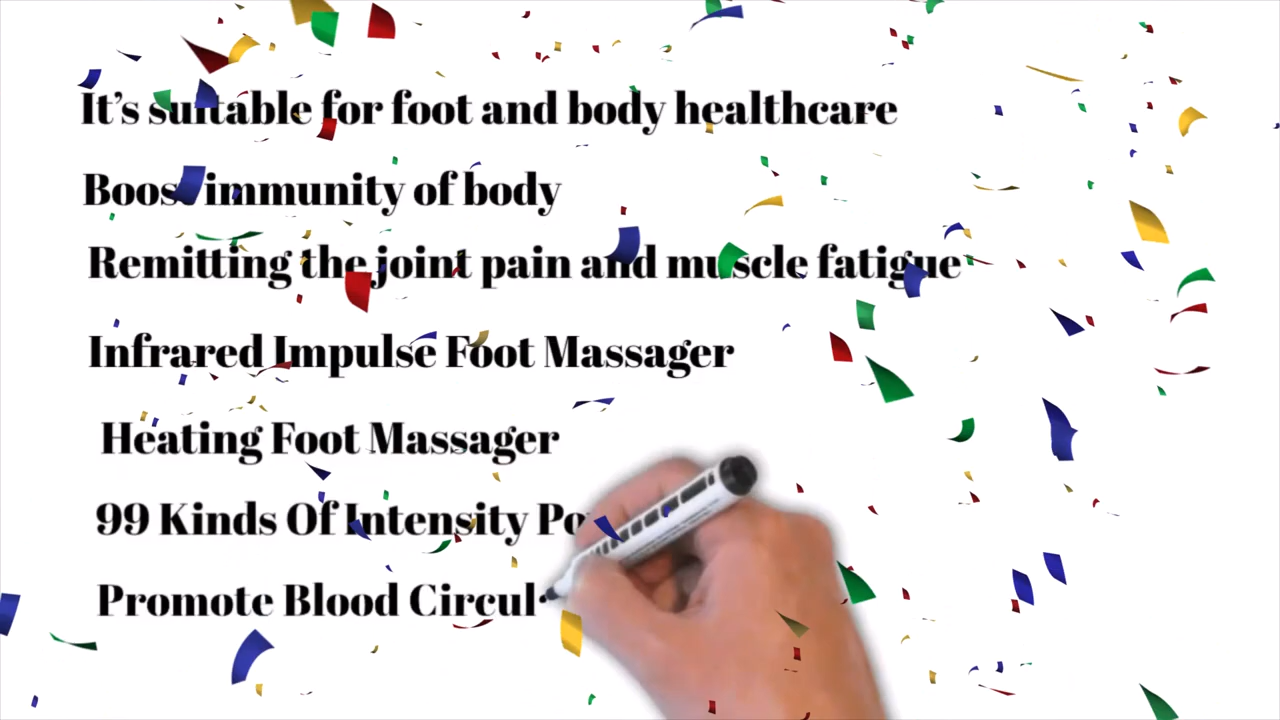 It's suitable for foot and body healthcare
Boost immunity of body
Remitting the joint pain and muscle fatigue
Infrared Impulse Foot Massager
Heating Foot Massager
99 Kinds Of Intensity
Promote Blood